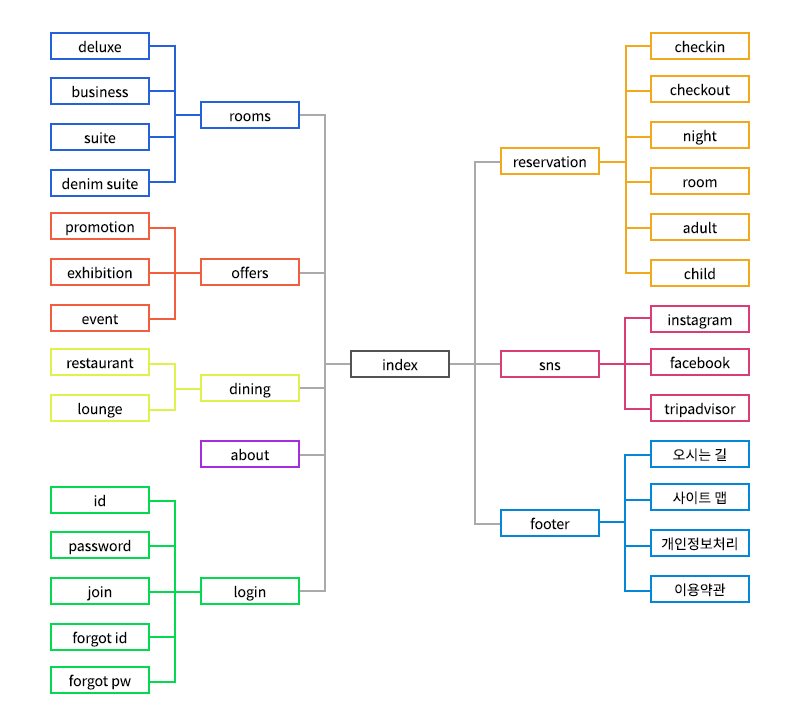 deluxe
business
suite
denim suite
rooms
promotion
exhibition
event
offers
restaurant
lounge
dining
about
id
password
join
forgot id
forgot pw
login
index
reservation
checkin
checkout
night
room
adult
child
sns
instagram
facebook
tripadvisor
footer
오시는 길
사이트 맵
개인정보처리
이용약관